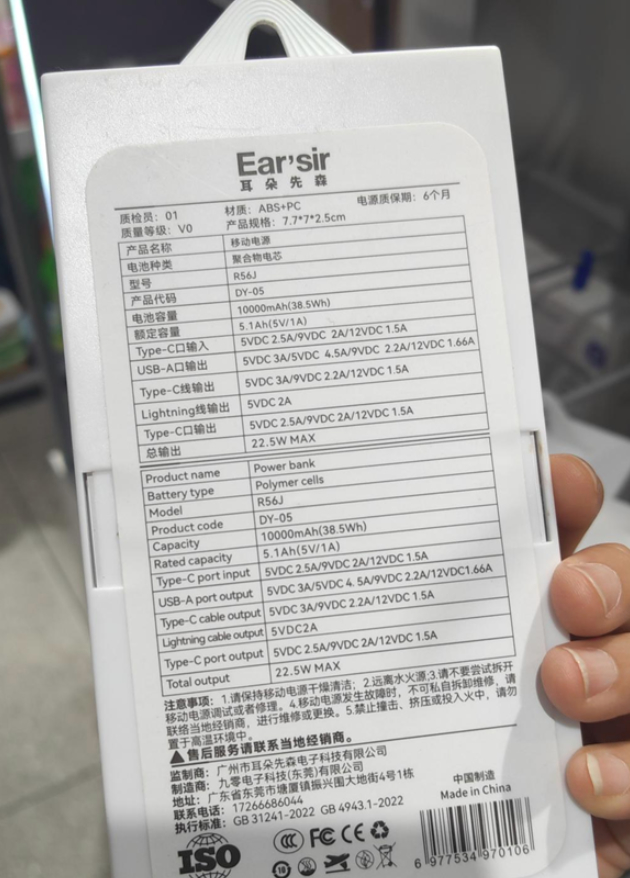 Ear'sir
耳朵先森
质检员：01 材质：ABS+PC 电源质保期：6个月
质量等级：V0 产品规格：7.7*7*2.5cm
产品名称 移动电源
电池种类 聚合物电芯
型号 R56J
产品代码 DY-05
电池容量 10000mAh(38.5Wh)
额定容量 5.1Ah(5V/1A)
Type-C口输入 5VDC 2.5A/9VDC 2A/12VDC 1.5A
USB-A口输出 5VDC 3A/5VDC 4.5A/9VDC 2.2A/12VDC 1.66A
Type-C线输出 5VDC 3A/9VDC 2.2A/12VDC 1.5A
Lightning线输出 5VDC 2A
Type-C口输出 5VDC 2.5A/9VDC 2A/12VDC 1.5A
总输出 22.5W MAX
Product name Power bank
Battery type Polymer cells
Model R56J
Product code DY-05
Capacity 10000mAh(38.5Wh)
Rated capacity 5.1Ah(5V/1A)
Type-C port input 5VDC 2.5A/9VDC 2A/12VDC 1.5A
USB-A port output 5VDC 3A/5VDC 4.5A/9VDC 2.2A/12VDC1.66A
Type-C cable output 5VDC 3A/9VDC 2.2A/12VDC 1.5A
Lightning cable output 5VDC2A
Type-C port output 5VDC 2.5A/9VDC 2A/12VDC 1.5A
Total output 22.5W MAX
注意事项：1.请保持移动电源干燥清洁；2.远离水火源；3.请不要尝试拆开
移动电源调试或者修理。4.移动电源发生故障时，不可私自拆卸维修，请
联络当地经销商，进行维修或更换。5.禁止撞击、挤压或投入火中，请勿
置于高温环境中。
售后服务请联系当地经销商。
监制商：广州市耳朵先森电子科技有限公司
制造商：九零电子科技(东莞)有限公司
地址：广东省东莞市塘厦镇振兴围大地街4号1栋
联系电话：17266686044
执行标准：GB 31241-2022 GB 4943.1-2022
中国制造
Made in China
ISO CCC FC CE
10
6 977534 970106